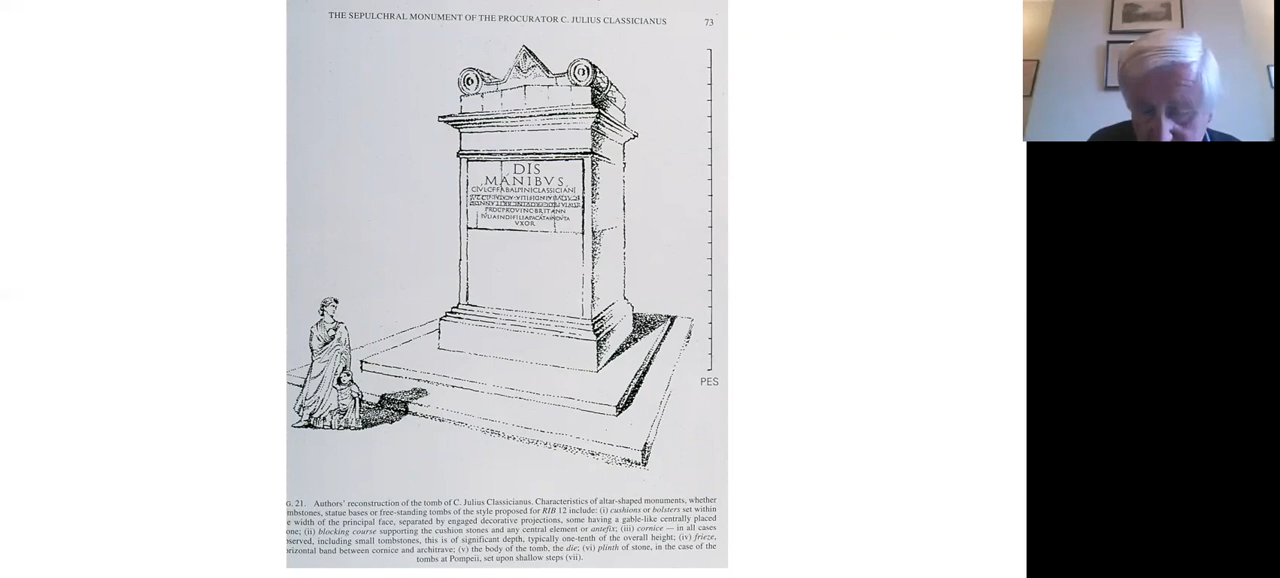 THE SEPULCHRAL MONUMENT OF THE PROCURATOR C. JULIUS CLASSICIANUS 73
DIS
MANIBVS
CIVLCFFABALPINICLASSICIANI
PROCPROVINCBRITANN
IVLIAINDIFILIAPACATAINDIVTA
VXOR
PES
G. 21. Authors' reconstruction of the tomb of C. Julius Classicianus. Characteristics of altar-shaped monuments, whether
mbstones, statue bases or free-standing tombs of the style proposed for RIB 12 include: (i) cushions or bolsters set within
e width of the principal face, separated by engaged decorative projections, some having a gable-like centrally placed
one; (ii) blocking course supporting the cushion stones and any central element or antefix; (iii) cornice — in all cases
served, including small tombstones, this is of significant depth, typically one-tenth of the overall height; (iv) frieze,
orizontal band between cornice and architrave; (v) the body of the tomb, the die; (vi) plinth of stone, in the case of the
tombs at Pompeii, set upon shallow steps (vii).